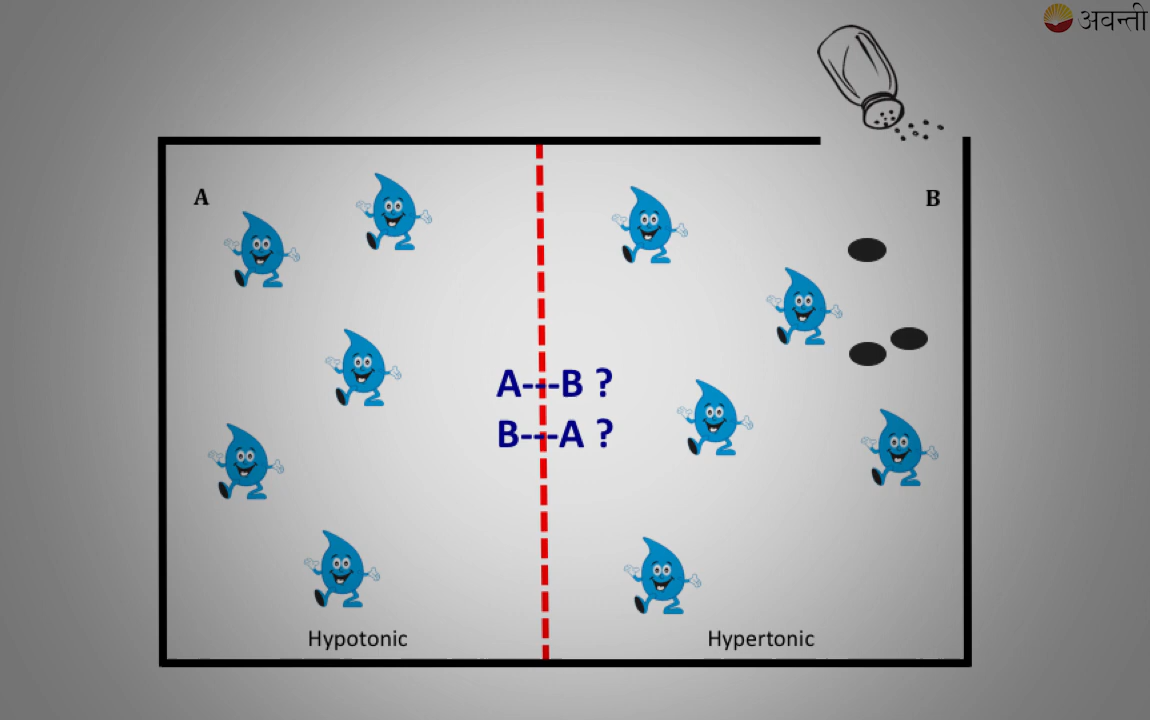 अवन्ती
A
B
A---B ?
B---A ?
Hypotonic
Hypertonic